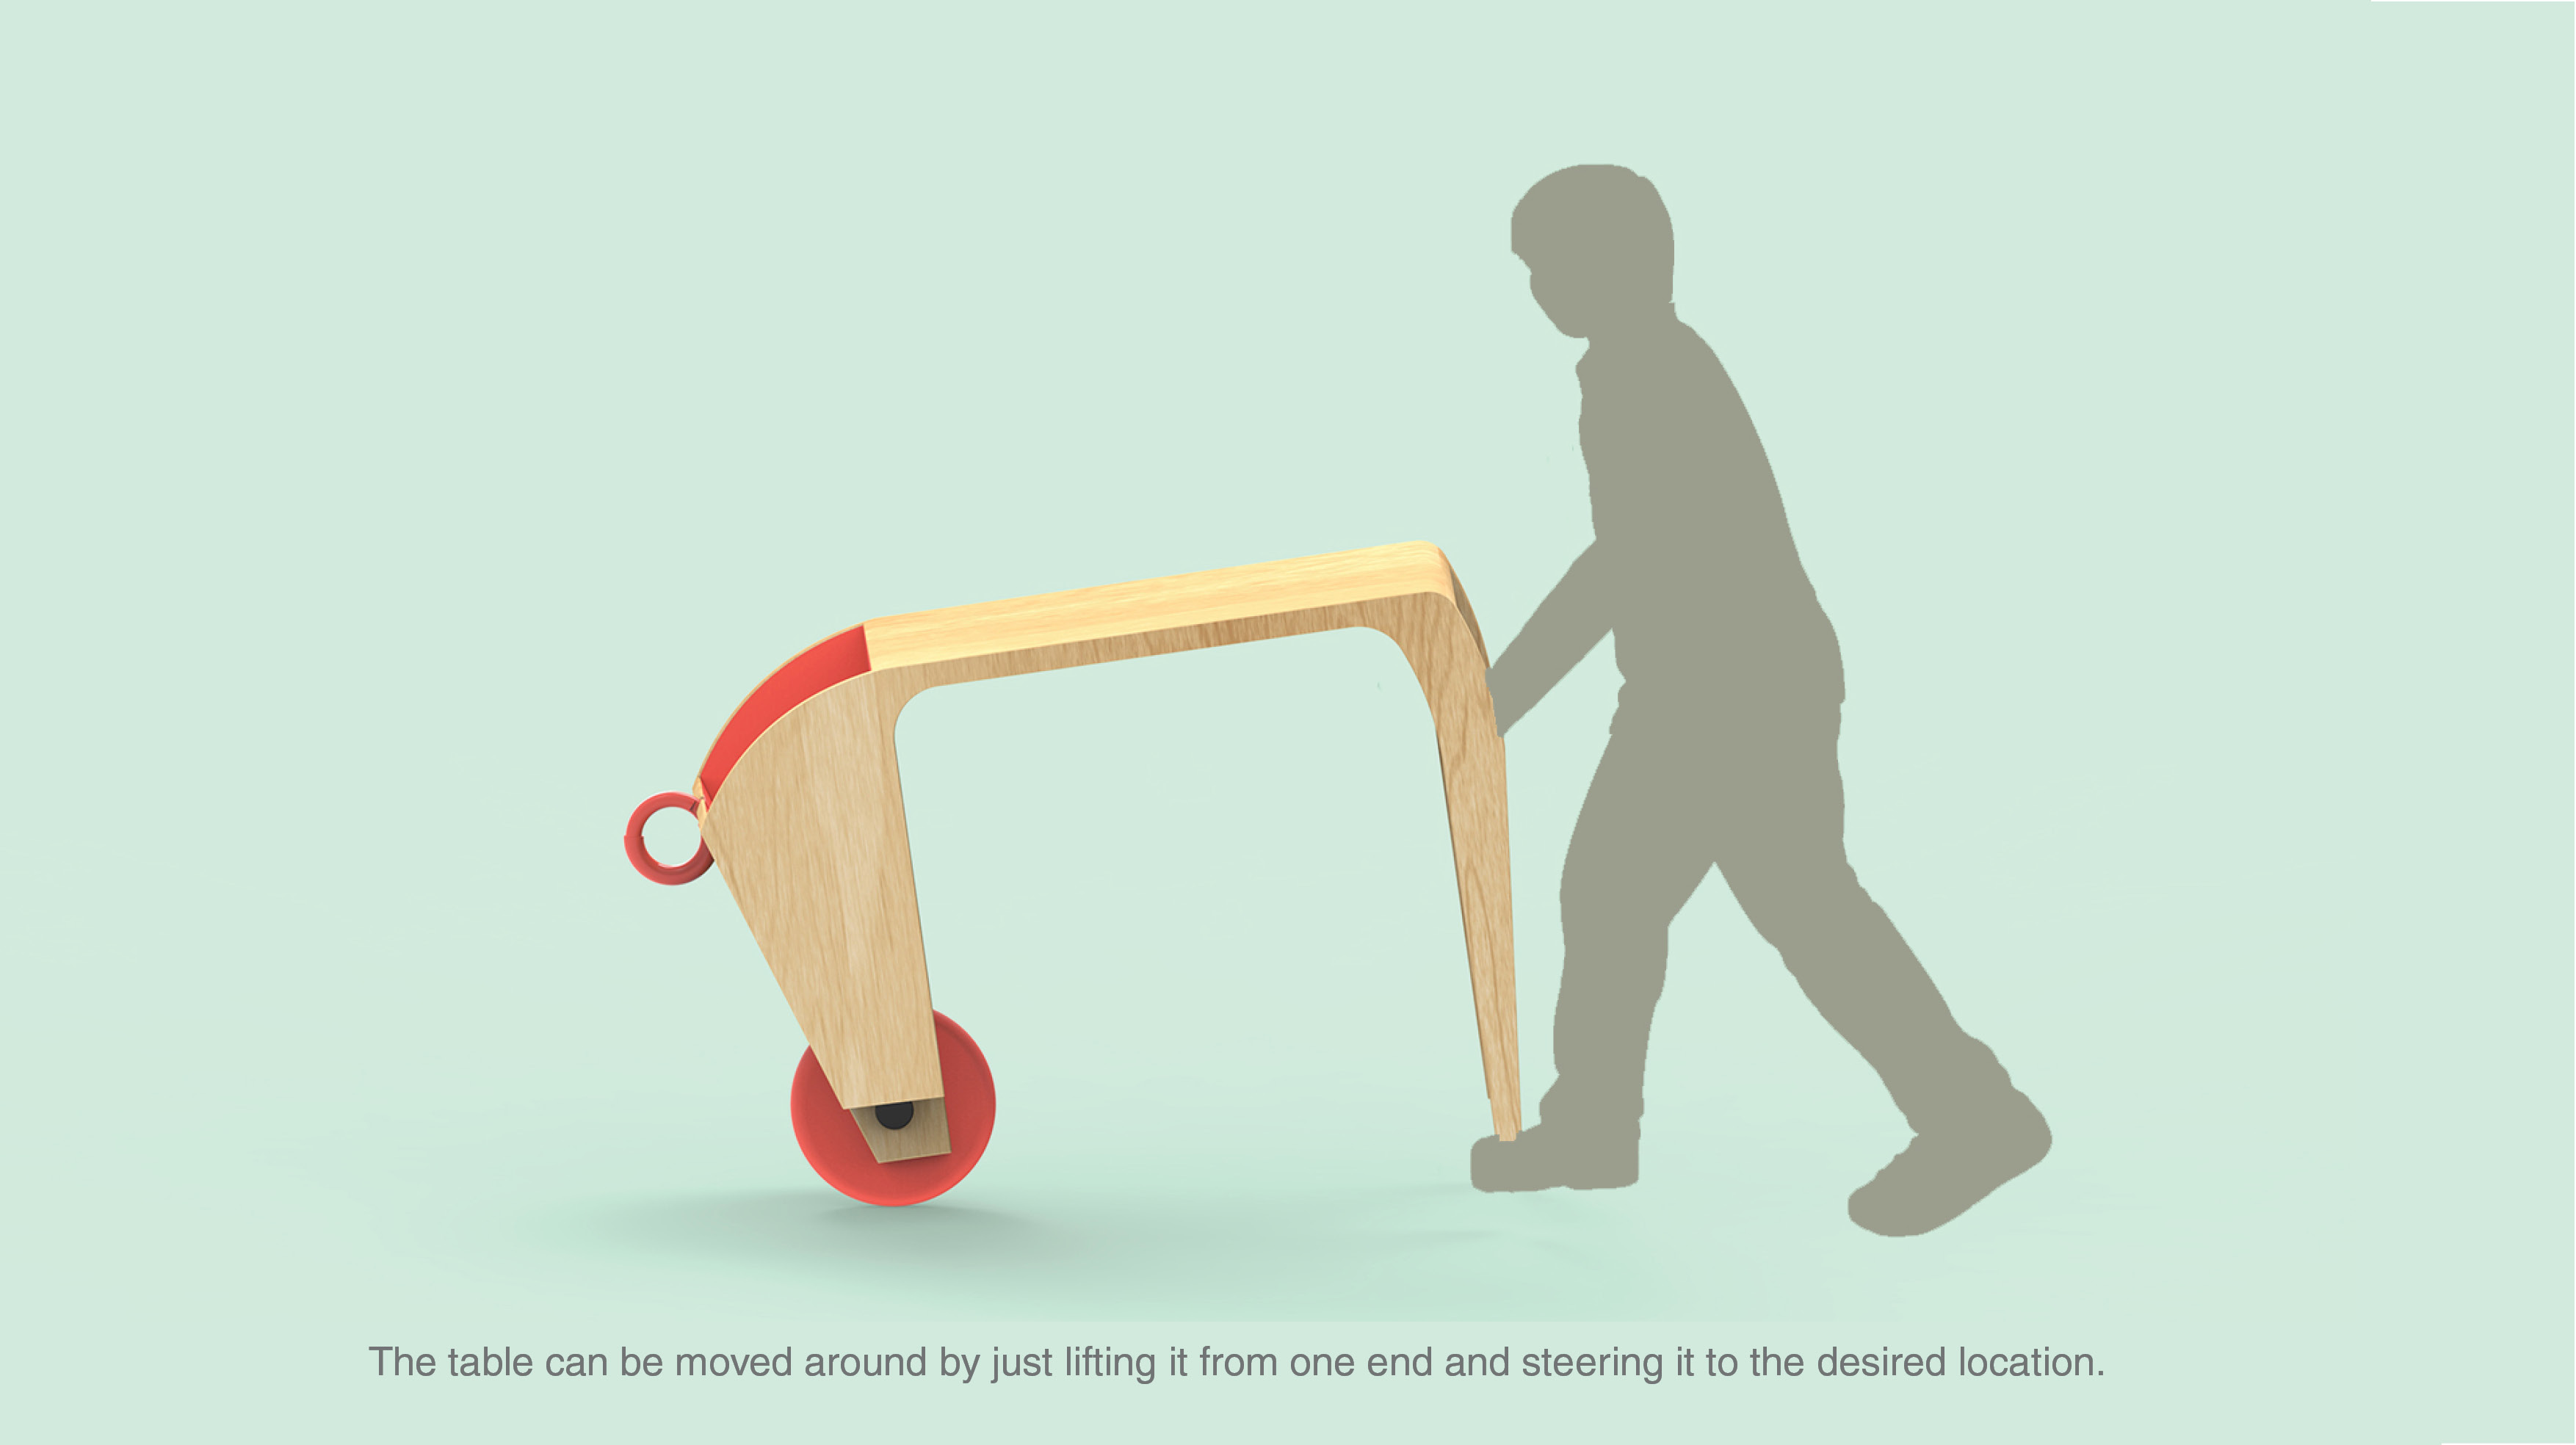 The table can be moved around by just lifting it from one end and steering it to the desired location.